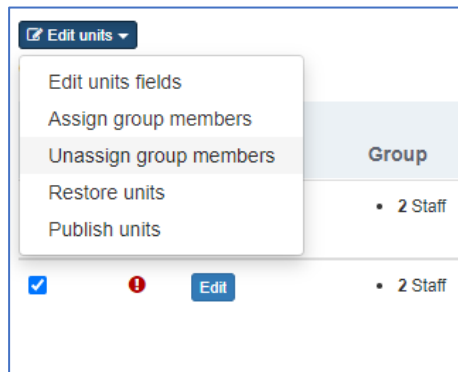 Edit units
Edit units fields
Assign group members
Unassign group members
Group
Restore units
2 Staff
Publish units
Edit
2 Staff